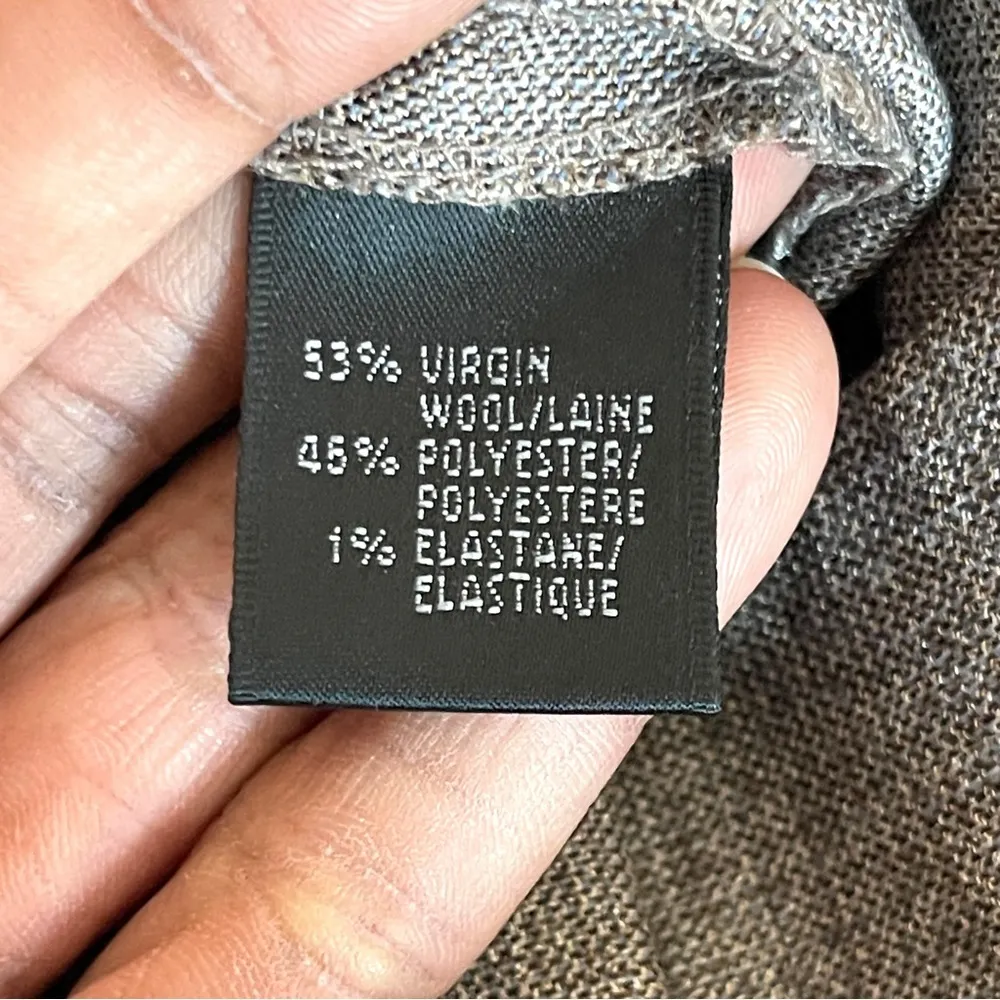 53% VIRGIN
WOOL/LAINE
46% POLYESTER/
POLYESTERE
1% ELASTANE/
ELASTIQUE